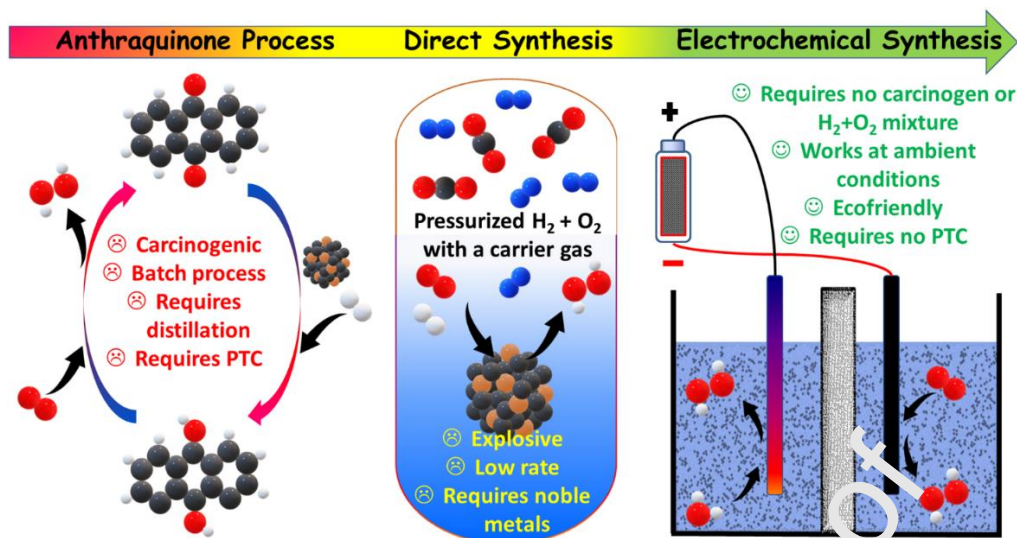 Anthraquinone Process
Direct Synthesis
Electrochemical Synthesis
☹ Carcinogenic
☹ Batch process
☹ Requires
distillation
☹ Requires PTC
Pressurized H₂ + O₂
with a carrier gas
☹ Explosive
☹ Low rate
☹ Requires noble
metals
☺ Requires no carcinogen or
H₂+O₂ mixture
☺ Works at ambient
conditions
☺ Ecofriendly
☺ Requires no PTC
+
−
of